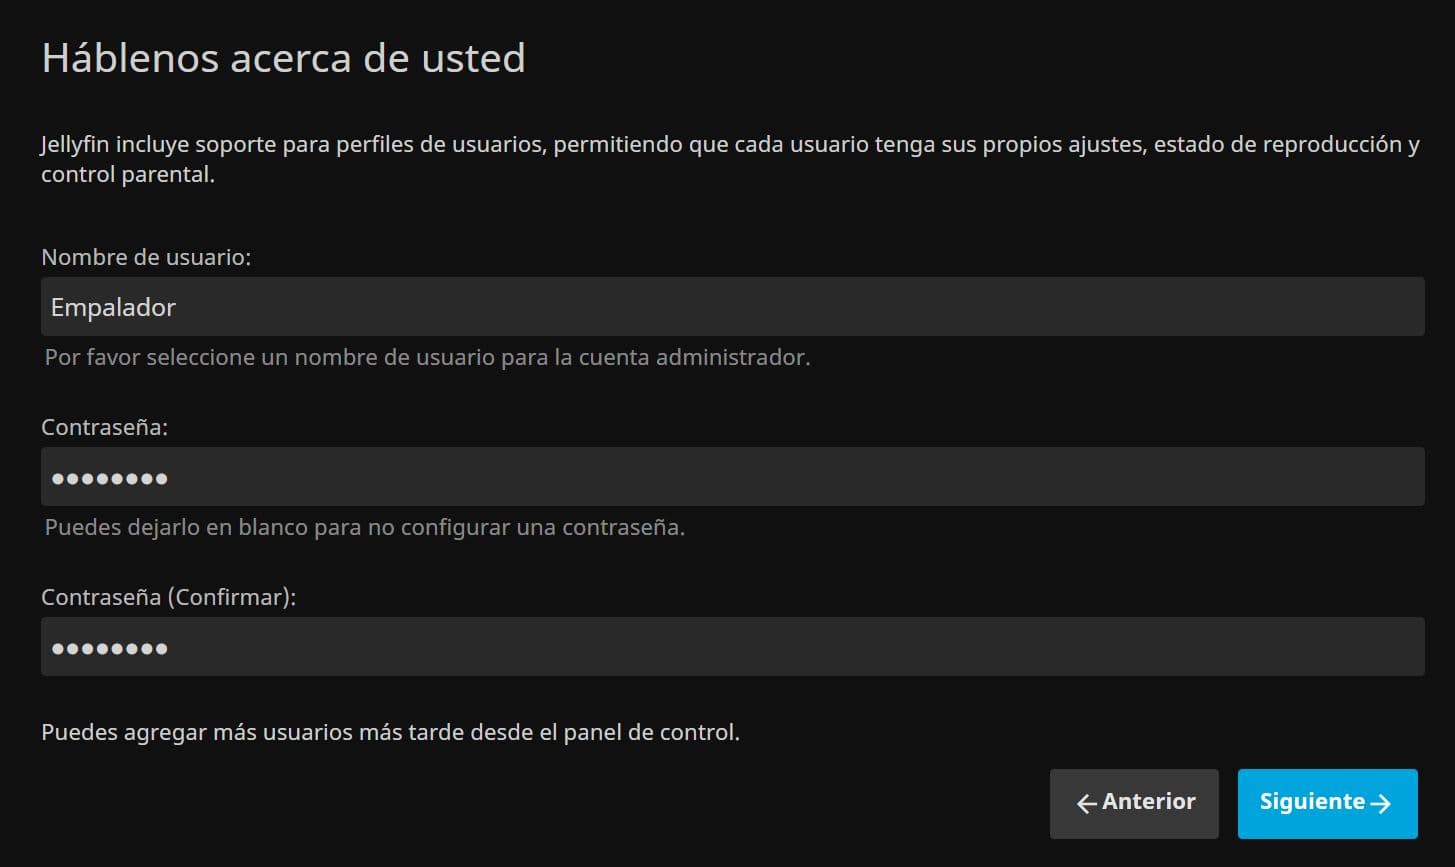 Háblenos acerca de usted
Jellyfin incluye soporte para perfiles de usuarios, permitiendo que cada usuario tenga sus propios ajustes, estado de reproducción y
control parental.
Nombre de usuario:
Empalador
Por favor seleccione un nombre de usuario para la cuenta administrador.
Contraseña:
●●●●●●●●
Puedes dejarlo en blanco para no configurar una contraseña.
Contraseña (Confirmar):
●●●●●●●●
Puedes agregar más usuarios más tarde desde el panel de control.
←Anterior Siguiente→